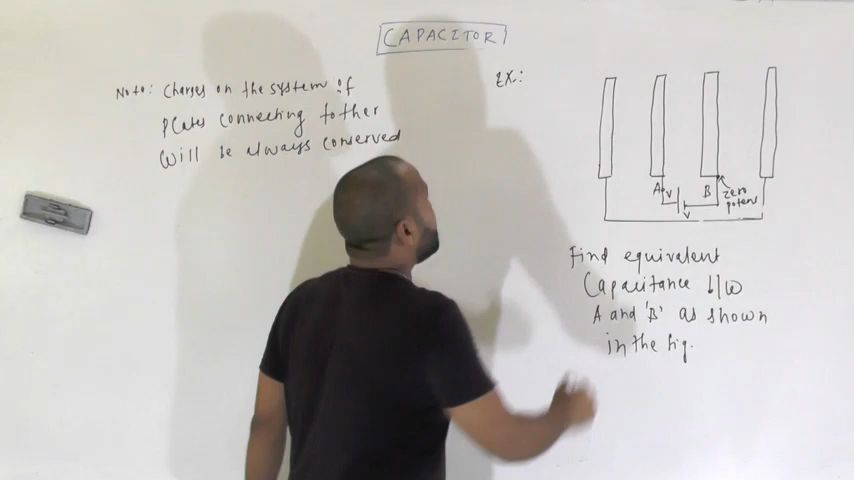 CAPACITOR
Note: Charges on the system of
Plates connecting to ther
will be always conserved
Ex.:
A
B
V
zero
poten
V
Find equivalent
Capacitance b/w
A and 'B' as shown
in the fig.